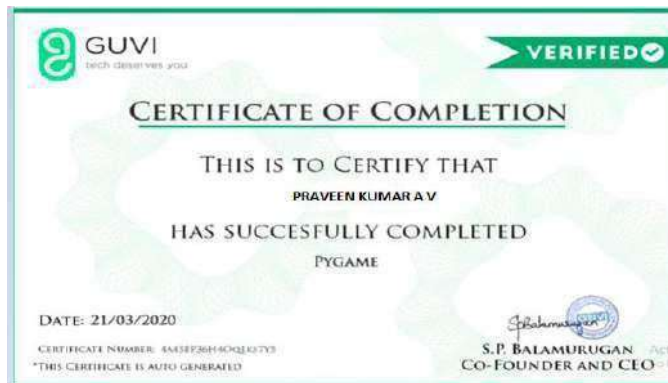 GUVI
tech deserves you
VERIFIED
CERTIFICATE OF COMPLETION
THIS IS TO CERTIFY THAT
PRAVEEN KUMAR A V
HAS SUCCESFULLY COMPLETED
PYGAME
DATE: 21/03/2020
CERTIFICATE NUMBER:
*THIS CERTIFICATE IS AUTO GENERATED
S.P. BALAMURUGAN
CO-FOUNDER AND CEO